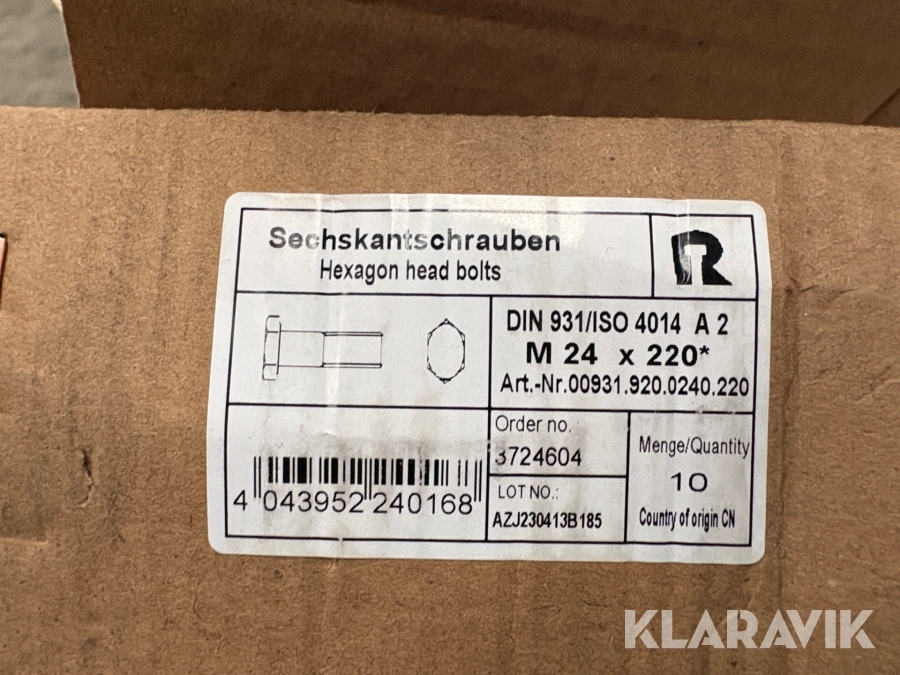 Sechskantschrauben
Hexagon head bolts
R
DIN 931/ISO 4014 A 2
M 24 x 220*
Art.-Nr.00931.920.0240.220
Order no.
3724604
Menge/Quantity
10
LOT NO.:
AZJ230413B185
Country of origin CN
4 043952 240168
KLARAVIK